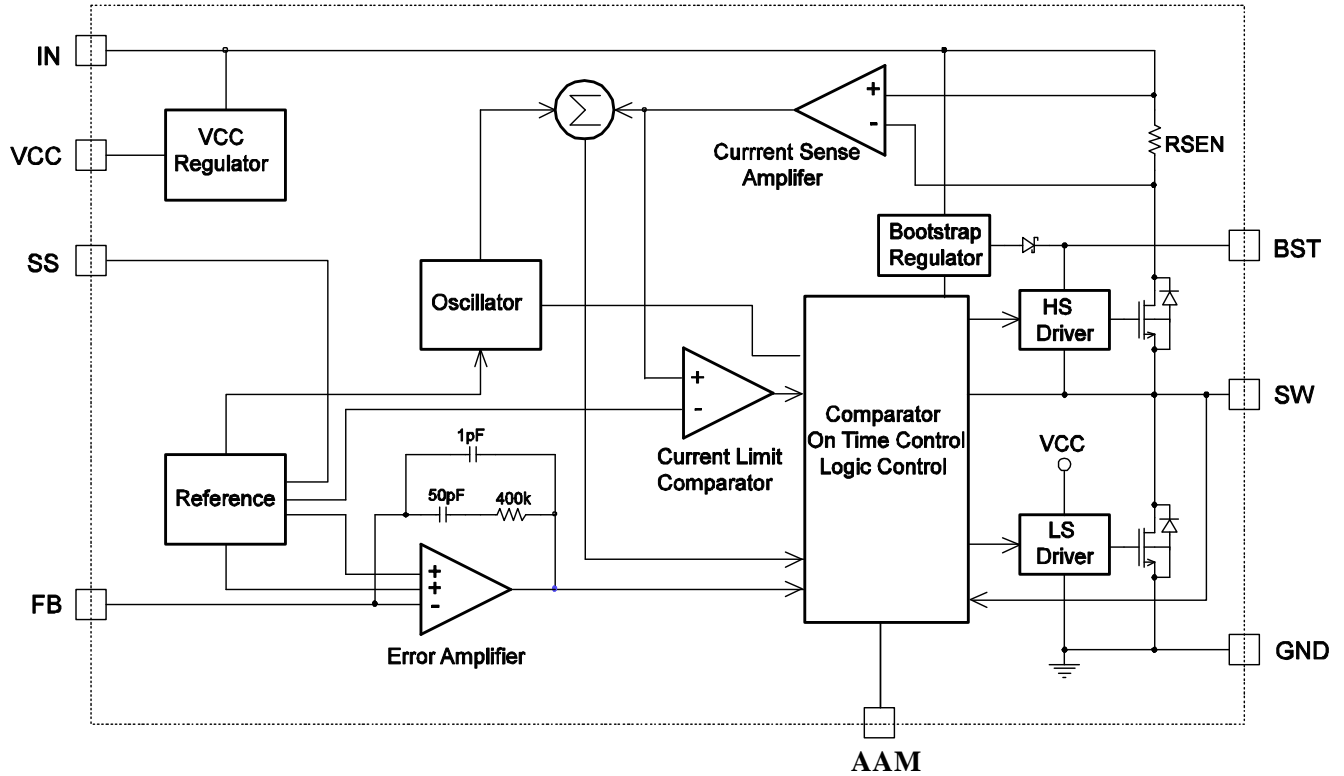 IN
VCC
Regulator
VCC
SS
Oscillator
Σ
+
-
Currrent Sense
Amplifer
RSEN
Bootstrap
Regulator
BST
HS
Driver
SW
+
-
Current Limit
Comparator
Comparator
On Time Control
Logic Control
VCC
LS
Driver
GND
Reference
1pF
50pF
400k
FB
+
+
-
Error Amplifier
AAM